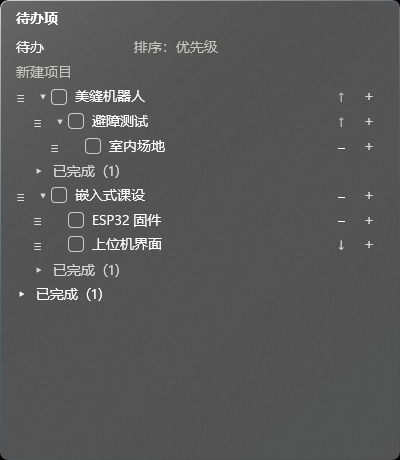 待办项
待办 排序：优先级
新建项目
美缝机器人 ↑ +
避障测试 ↑ +
室内场地 – +
已完成（1）
嵌入式课设 – +
ESP32 固件 – +
上位机界面 ↓ +
已完成（1）
已完成（1）